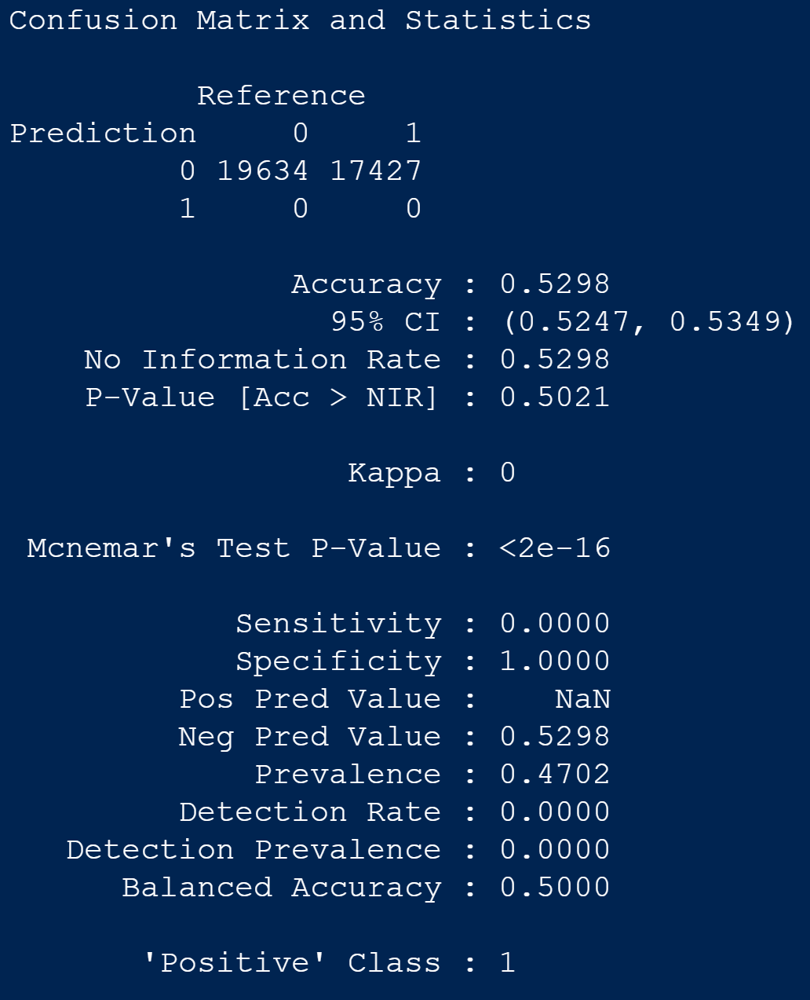 Confusion Matrix and Statistics
Reference
Prediction 0 1
0 19634 17427
1 0 0
Accuracy : 0.5298
95% CI : (0.5247, 0.5349)
No Information Rate : 0.5298
P-Value [Acc > NIR] : 0.5021
Kappa : 0
Mcnemar's Test P-Value : <2e-16
Sensitivity : 0.0000
Specificity : 1.0000
Pos Pred Value : NaN
Neg Pred Value : 0.5298
Prevalence : 0.4702
Detection Rate : 0.0000
Detection Prevalence : 0.0000
Balanced Accuracy : 0.5000
'Positive' Class : 1